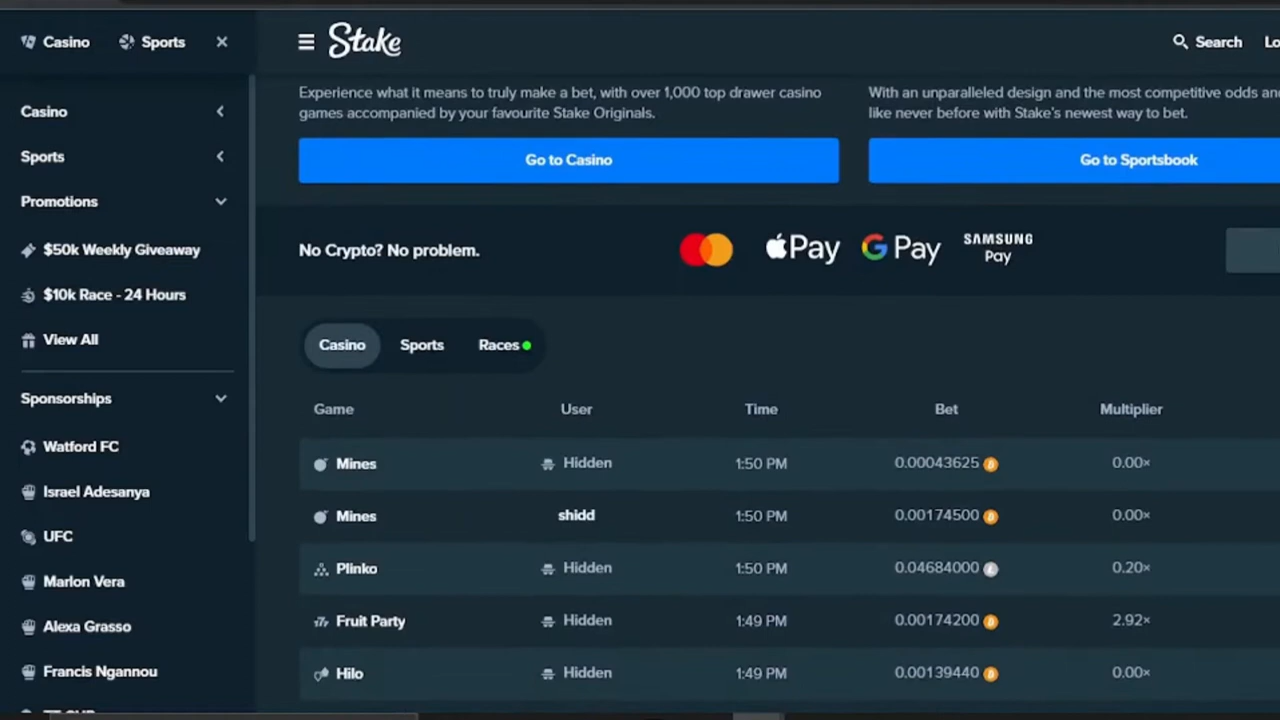 Casino Sports
Stake
Search
Experience what it means to truly make a bet, with over 1,000 top drawer casino
games accompanied by your favourite Stake Originals.
With an unparalleled design and the most competitive odds and
like never before with Stake's newest way to bet.
Go to Casino
Go to Sportsbook
Casino
Sports
Promotions
$50k Weekly Giveaway
$10k Race - 24 Hours
View All
Sponsorships
Watford FC
Israel Adesanya
UFC
Marlon Vera
Alexa Grasso
Francis Ngannou
No Crypto? No problem.
Pay
G Pay
SAMSUNG
Pay
Casino Sports Races
Game User Time Bet Multiplier
Mines Hidden 1:50 PM 0.00043625 0.00×
Mines shidd 1:50 PM 0.00174500 0.00×
Plinko Hidden 1:50 PM 0.04684000 0.20×
Fruit Party Hidden 1:49 PM 0.00174200 2.92×
Hilo Hidden 1:49 PM 0.00139440 0.00×